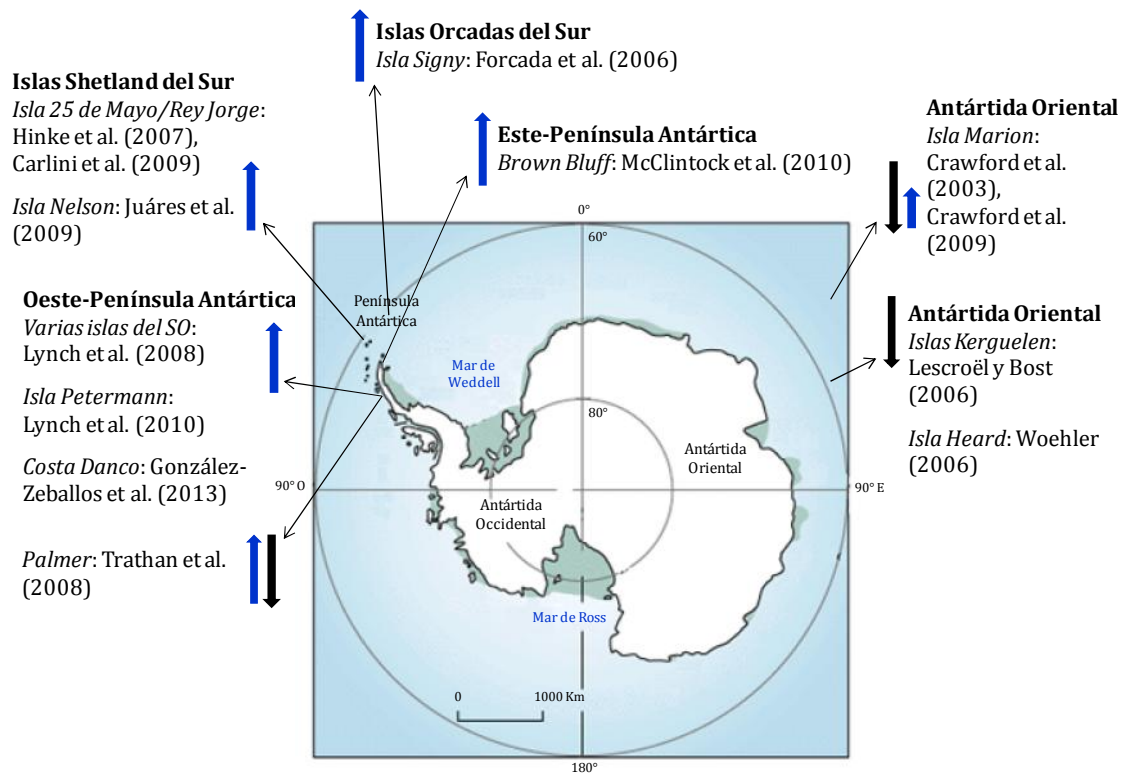 Islas Orcadas del Sur
Isla Signy: Forcada et al. (2006)
Islas Shetland del Sur
Isla 25 de Mayo/Rey Jorge:
Hinke et al. (2007),
Carlini et al. (2009)
Isla Nelson: Juáres et al.
(2009)
Este-Península Antártica
Brown Bluff: McClintock et al. (2010)
Antártida Oriental
Isla Marion:
Crawford et al.
(2003),
Crawford et al.
(2009)
Oeste-Península Antártica
Varias islas del SO:
Lynch et al. (2008)
Isla Petermann:
Lynch et al. (2010)
Costa Danco: González-
Zeballos et al. (2013)
Palmer: Trathan et al.
(2008)
Antártida Oriental
Islas Kerguelen:
Lescroël y Bost
(2006)
Isla Heard: Woehler
(2006)
0°
60°
Península
Antártica
Mar de
Weddell
80°
Antártida
Oriental
90° O
90° E
Antártida
Occidental
Mar de Ross
0 1000 Km
180°